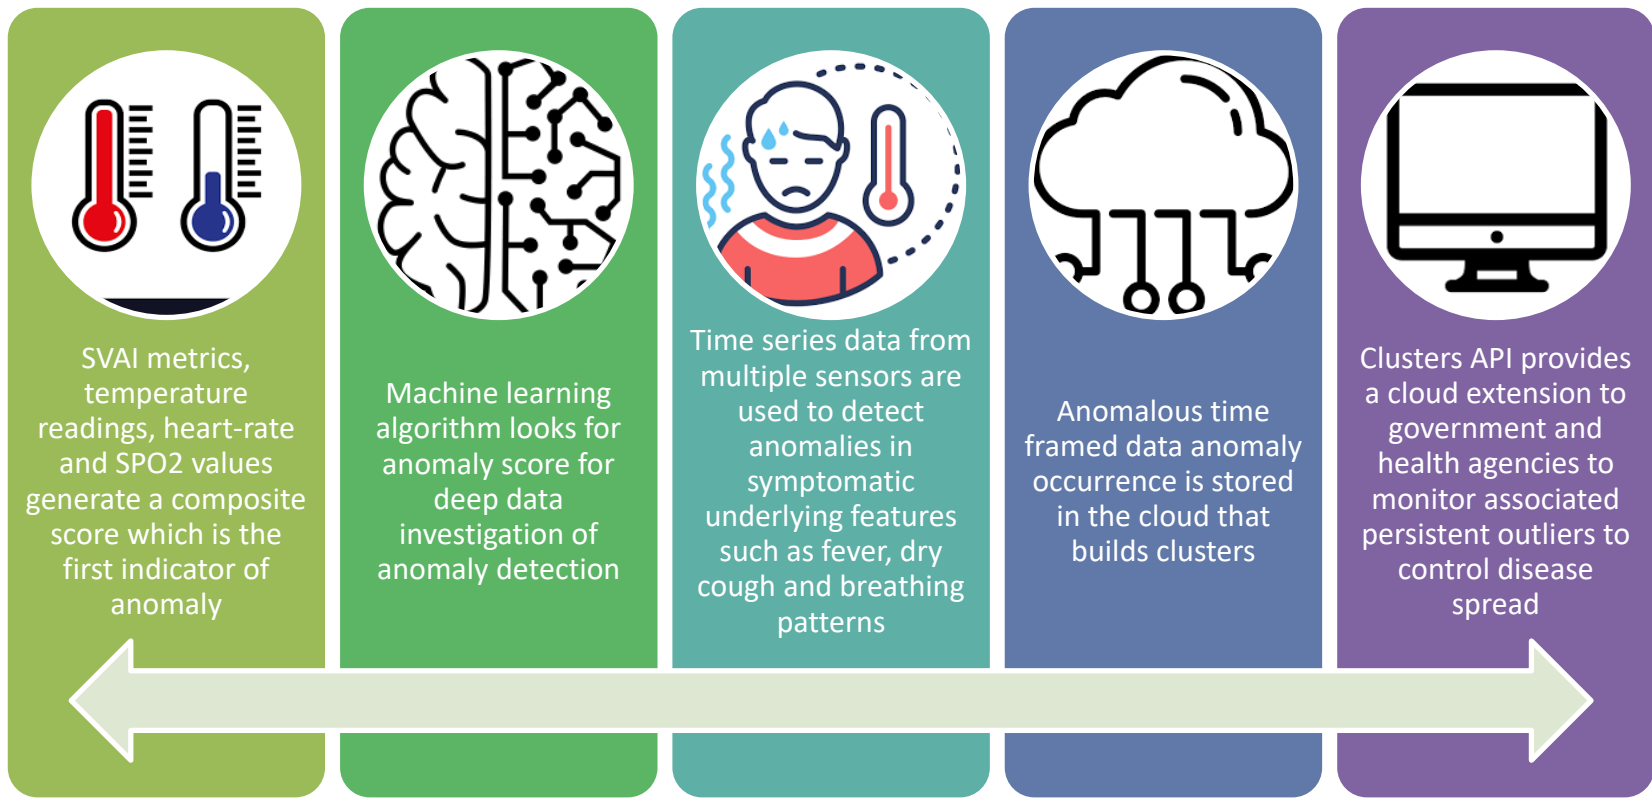 SVAI metrics,
temperature
readings, heart-rate
and SPO2 values
generate a composite
score which is the
first indicator of
anomaly
Machine learning
algorithm looks for
anomaly score for
deep data
investigation of
anomaly detection
Time series data from
multiple sensors are
used to detect
anomalies in
symptomatic
underlying features
such as fever, dry
cough and breathing
patterns
Anomalous time
framed data anomaly
occurrence is stored
in the cloud that
builds clusters
Clusters API provides
a cloud extension to
government and
health agencies to
monitor associated
persistent outliers to
control disease
spread